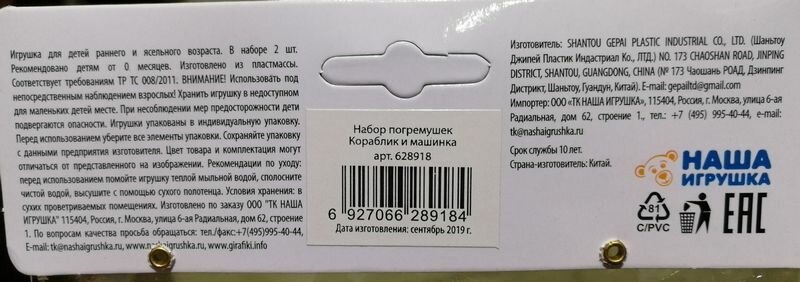 Игрушка для детей раннего и ясельного возраста. В наборе 2 шт.
Рекомендовано детям от 0 месяцев. Изготовлено из пластмассы.
Соответствует требованиям ТР ТС 008/2011. ВНИМАНИЕ! Использовать под
непосредственным наблюдением взрослых! Хранить игрушку в недоступном
для маленьких детей месте. При несоблюдении мер предосторожности дети
подвергаются опасности. Игрушки упакованы в индивидуальную упаковку.
Перед использованием уберите все элементы упаковки. Сохраняйте упаковку
с данными предприятия изготовителя. Цвет товара и комплектация могут
отличаться от представленного на изображении. Рекомендации по уходу:
перед использованием помойте игрушку теплой мыльной водой, сполосните
чистой водой, высушите с помощью сухого полотенца. Условия хранения: в
сухих проветриваемых помещениях. Изготовлено по заказу ООО "ТК НАША
ИГРУШКА" 115404, Россия, г. Москва, улица 6-ая Радиальная, дом 62, строение
1. По вопросам качества просьба обращаться: тел./факс:+7(495)995-40-44,
E-mail: tk@nashaigrushka.ru, www.nashaigrushka.ru, www.girafiki.info
Набор погремушек
Кораблик и машинка
арт. 628918
6 927066 289184
Дата изготовления: сентябрь 2019 г.
Изготовитель: SHANTOU GEPAI PLASTIC INDUSTRIAL CO., LTD. (Шаньтоу
Джипей Пластик Индастриал Ко., ЛТД.) NO. 173 CHAOSHAN ROAD, JINPING
DISTRICT, SHANTOU, GUANGDONG, CHINA (№ 173 Чаошань РОАД, Дзинпинг
Дистрикт, Шаньтоу, Гуандун, Китай). E-mail: gepailtd@gmail.com
Импортер: ООО «ТК НАША ИГРУШКА», 115404, Россия, г. Москва, улица 6-ая
Радиальная, дом 62, строение 1., тел.: +7 (495) 995-40-44, e-mail:
tk@nashaigrushka.ru
Срок службы 10 лет.
Страна-изготовитель: Китай.
НАША
ИГРУШКА
81
C/PVC
EAC